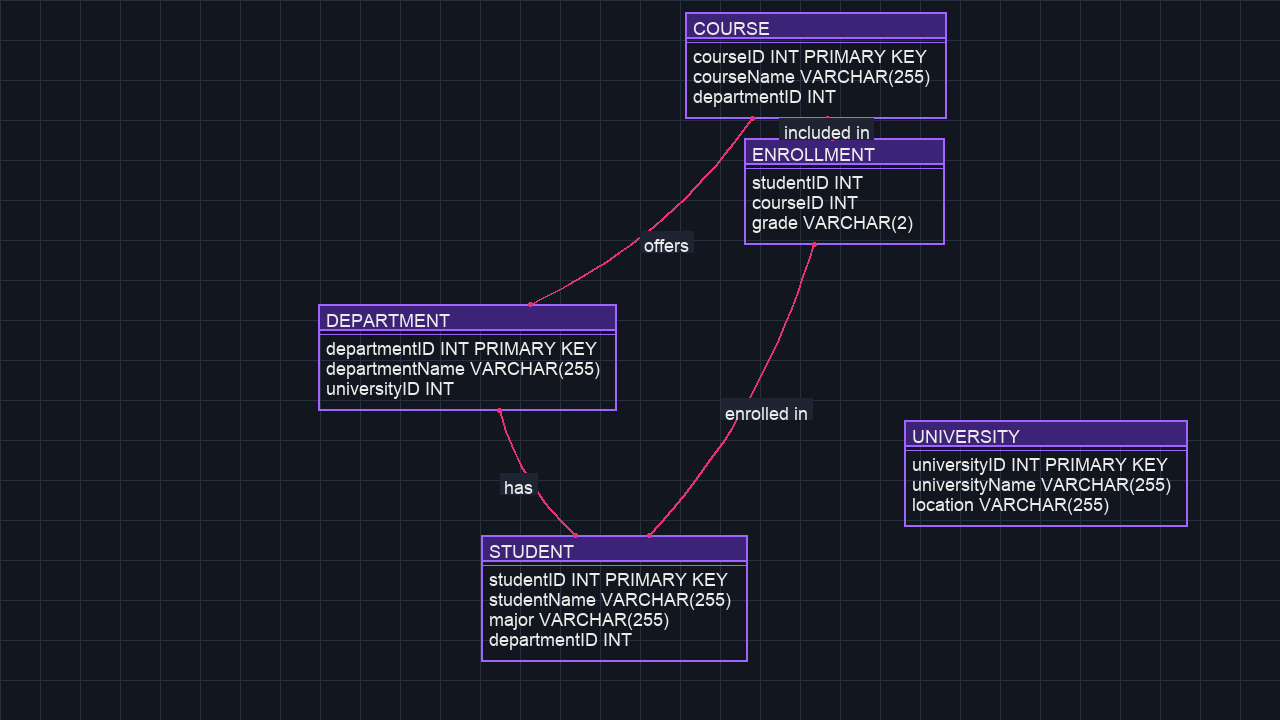 COURSE
courseID INT PRIMARY KEY
courseName VARCHAR(255)
departmentID INT
included in
ENROLLMENT
studentID INT
courseID INT
grade VARCHAR(2)
offers
DEPARTMENT
departmentID INT PRIMARY KEY
departmentName VARCHAR(255)
universityID INT
enrolled in
UNIVERSITY
universityID INT PRIMARY KEY
universityName VARCHAR(255)
location VARCHAR(255)
has
STUDENT
studentID INT PRIMARY KEY
studentName VARCHAR(255)
major VARCHAR(255)
departmentID INT